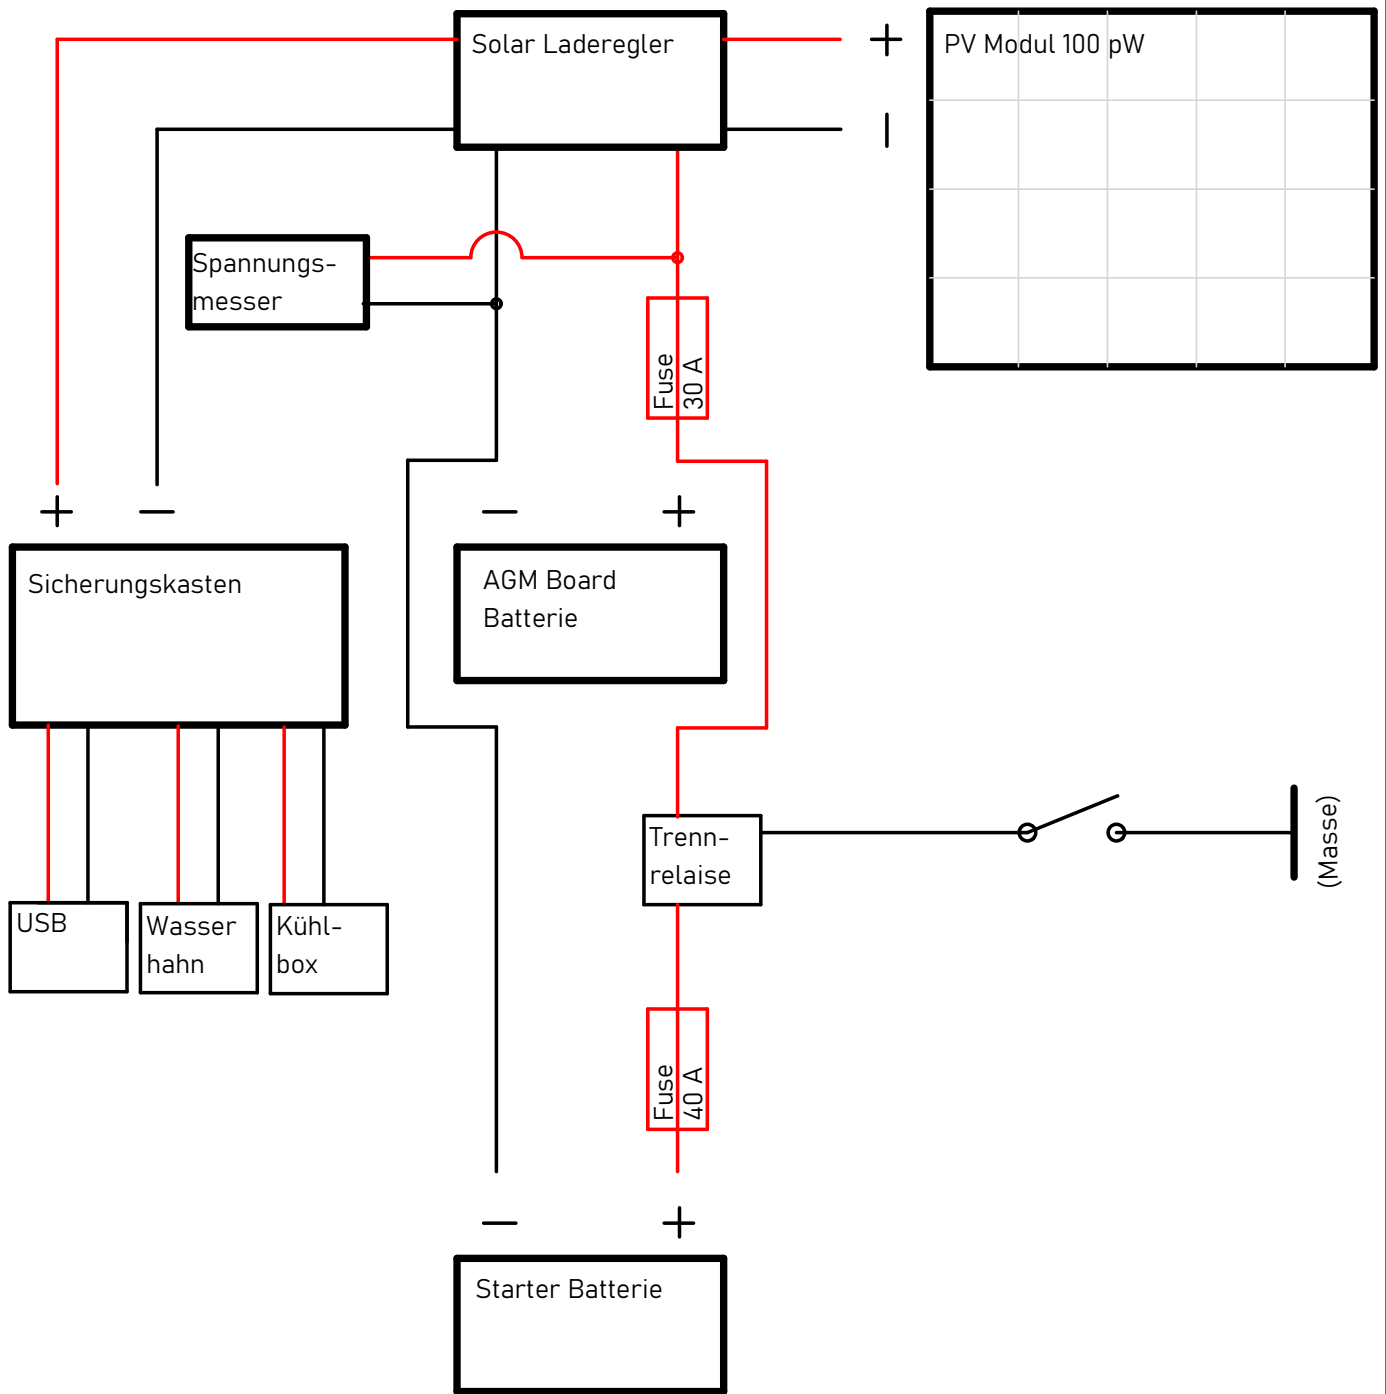 Solar Laderegler
+
PV Modul 100 pW
Spannungs-
messer
Fuse
30 A
+
—
—
+
Sicherungskasten
AGM Board
Batterie
Trenn-
relaise
(Masse)
USB
Wasser
hahn
Kühl-
box
Fuse
40 A
—
+
Starter Batterie